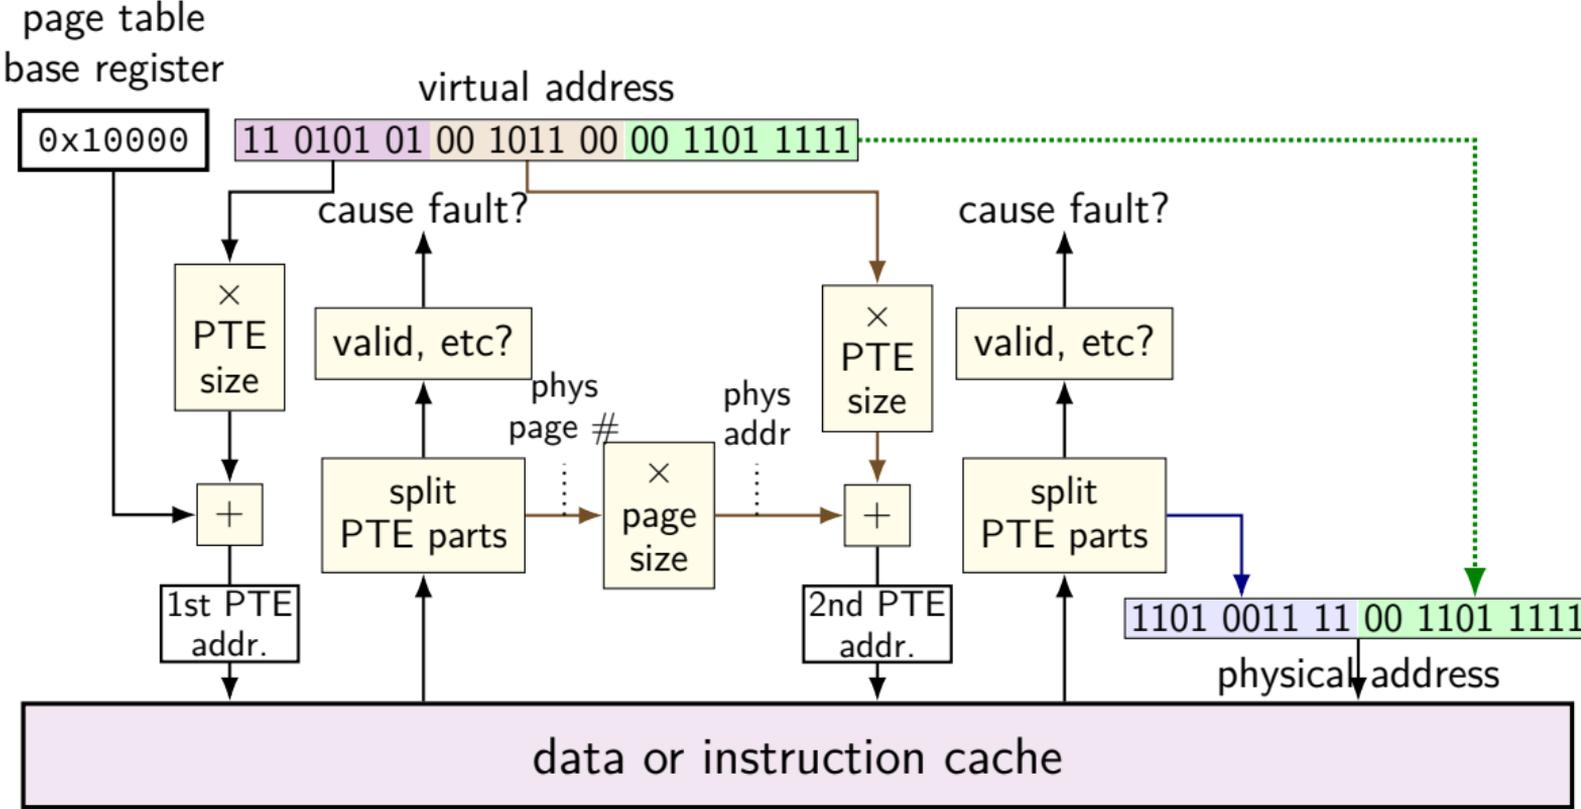 page table
base register
virtual address
0x10000
11 0101 01 00 1011 00 00 1101 1111
cause fault?
cause fault?
×
PTE
size
valid, etc?
×
PTE
size
valid, etc?
phys
page #
phys
addr
+
split
PTE parts
×
page
size
+
split
PTE parts
1st PTE
addr.
2nd PTE
addr.
1101 0011 11 00 1101 1111
physical address
data or instruction cache